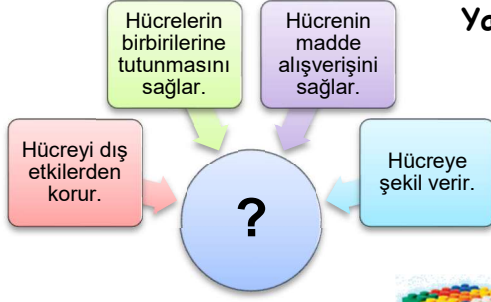 Hücrelerin
birbirilerine
tutunmasını
sağlar.
Hücrenin
madde
alışverişini
sağlar.
Hücreyi dış
etkilerden
korur.
Hücreye
şekil verir.
?